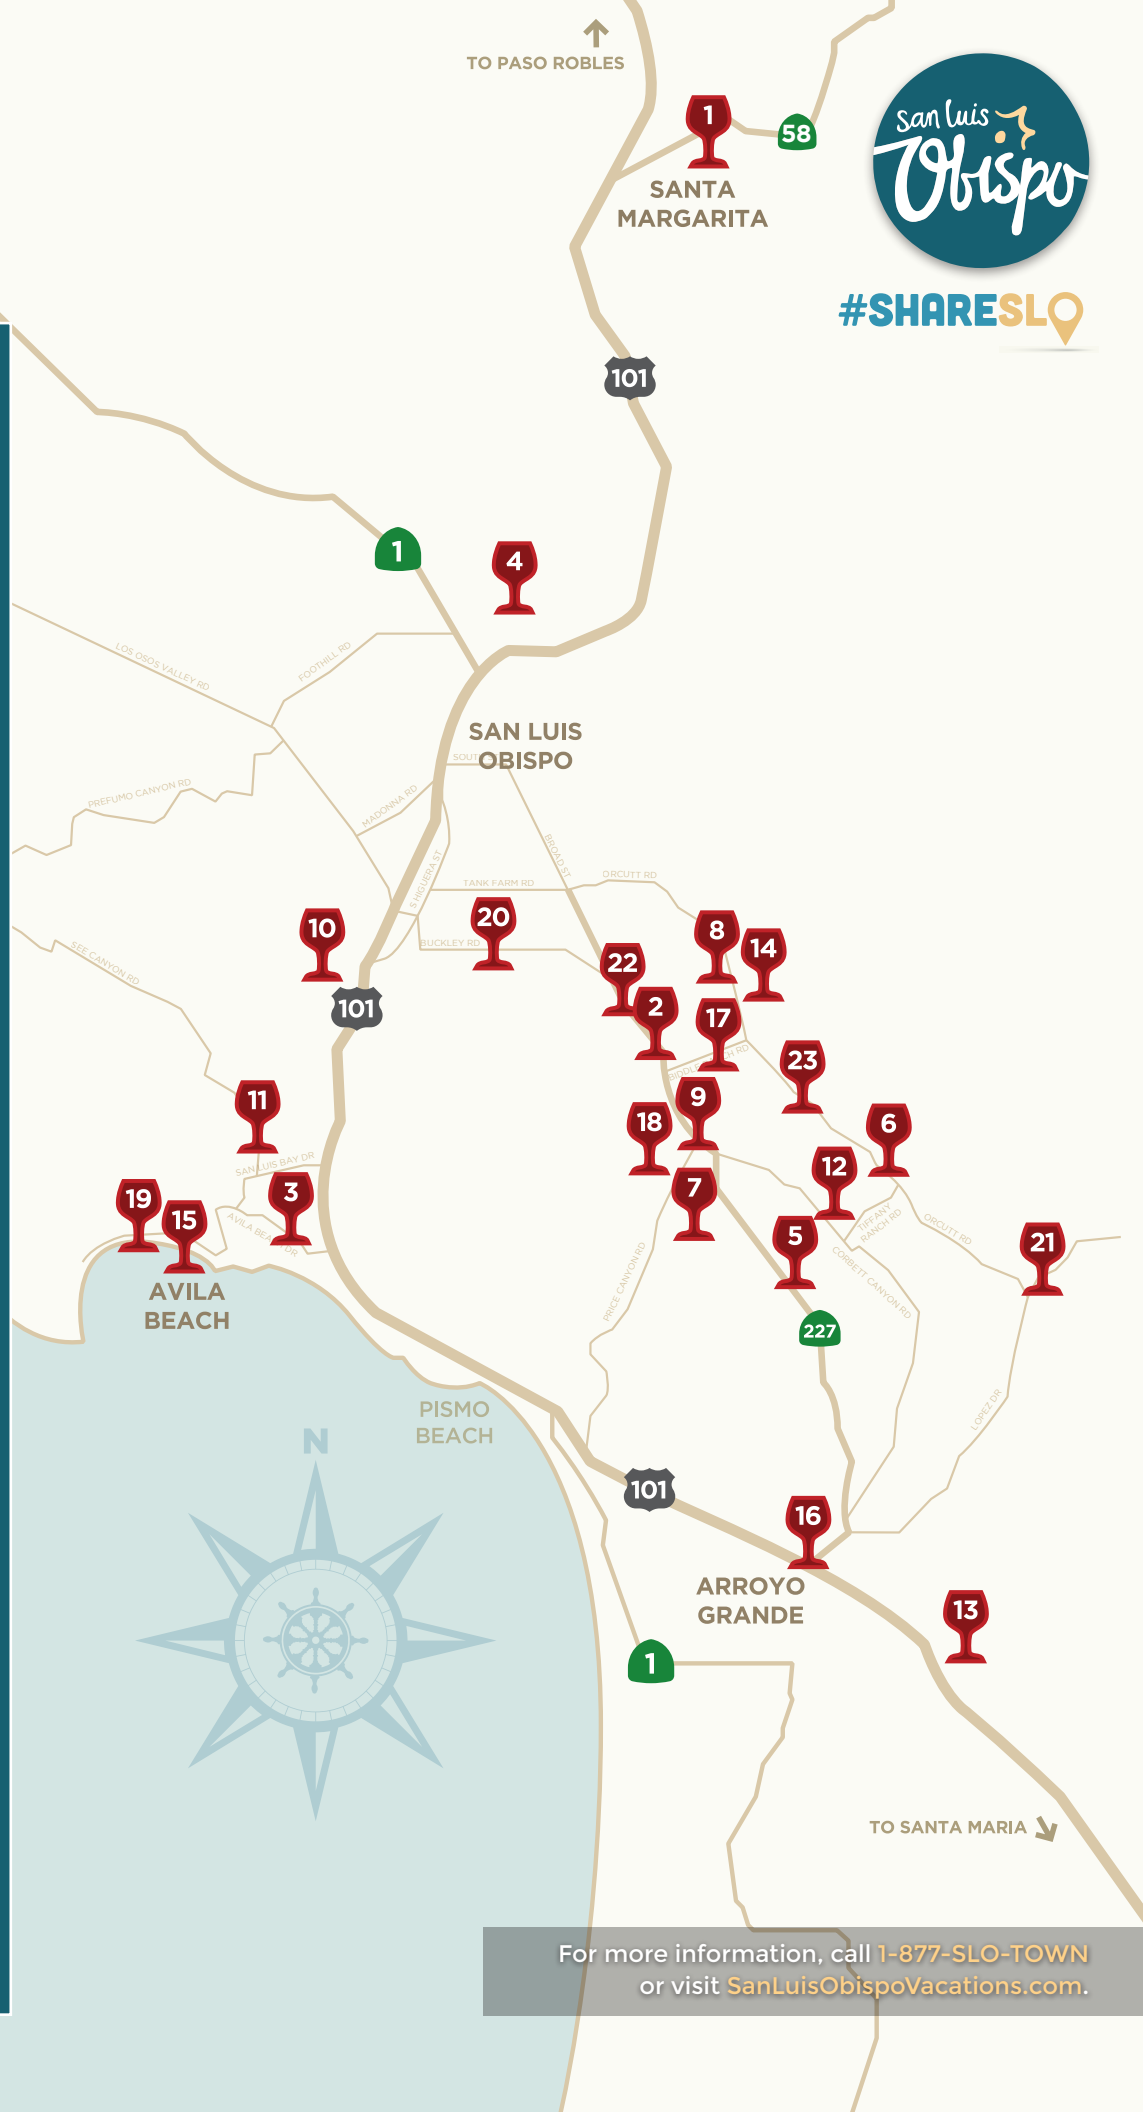 TO PASO ROBLES
1
58
SANTA
MARGARITA
san luis
Obispo
#SHARESLO
101
1
4
LOS OSOS VALLEY RD
FOOTHILL RD
SAN LUIS
OBISPO
PREFUMO CANYON RD
MADONNA RD
BROAD ST
S HIGUERA ST
TANK FARM RD
ORCUTT RD
10
20
BUCKLEY RD
8
14
22
SEE CANYON RD
101
2
17
23
11
9
18
6
SAN LUIS BAY DR
12
19
15
3
7
AVILA BEACH DR
TIFFANY
RANCH RD
ORCUTT RD
5
21
CORBETT CANYON RD
PRICE CANYON RD
AVILA
BEACH
227
PISMO
BEACH
LOPEZ DR
N
101
16
ARROYO
GRANDE
13
1
TO SANTA MARIA
For more information, call 1-877-SLO-TOWN
or visit SanLuisObispoVacations.com.